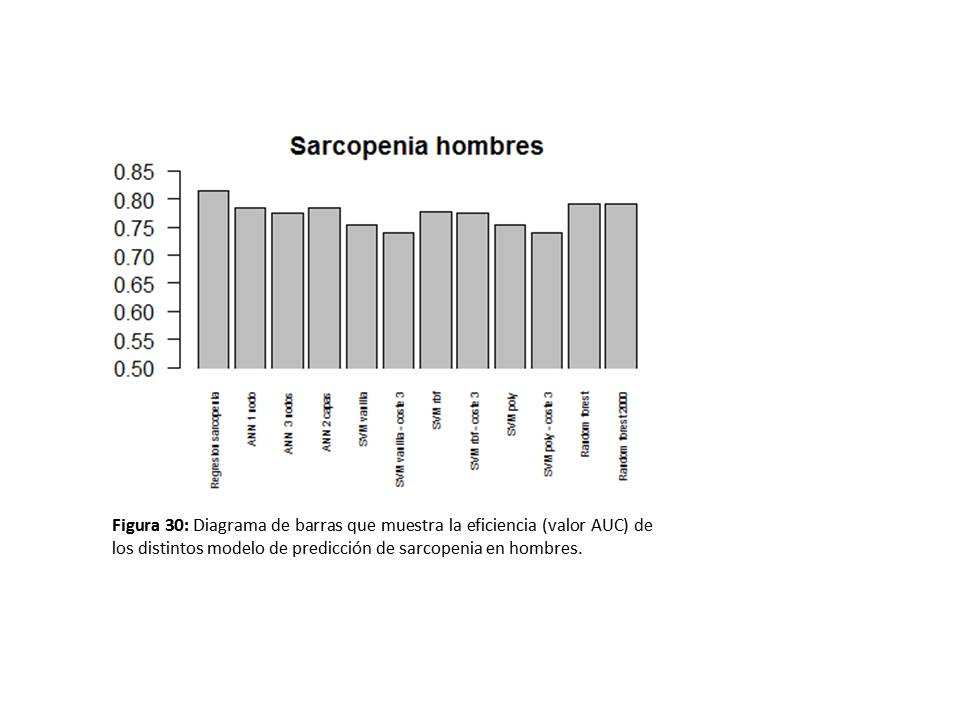 Sarcopenia hombres
0.85
0.80
0.75
0.70
0.65
0.60
0.55
0.50
Regresion sarcopenia
ANN 1 nodo
ANN 3 nodos
ANN 2 capas
SVM vanilla
SVM vanilla - coste 3
SVM rbf
SVM rbf - coste 3
SVM poly
SVM poly - coste 3
Random forest
Random forest 2000
Figura 30: Diagrama de barras que muestra la eficiencia (valor AUC) de
los distintos modelo de predicción de sarcopenia en hombres.